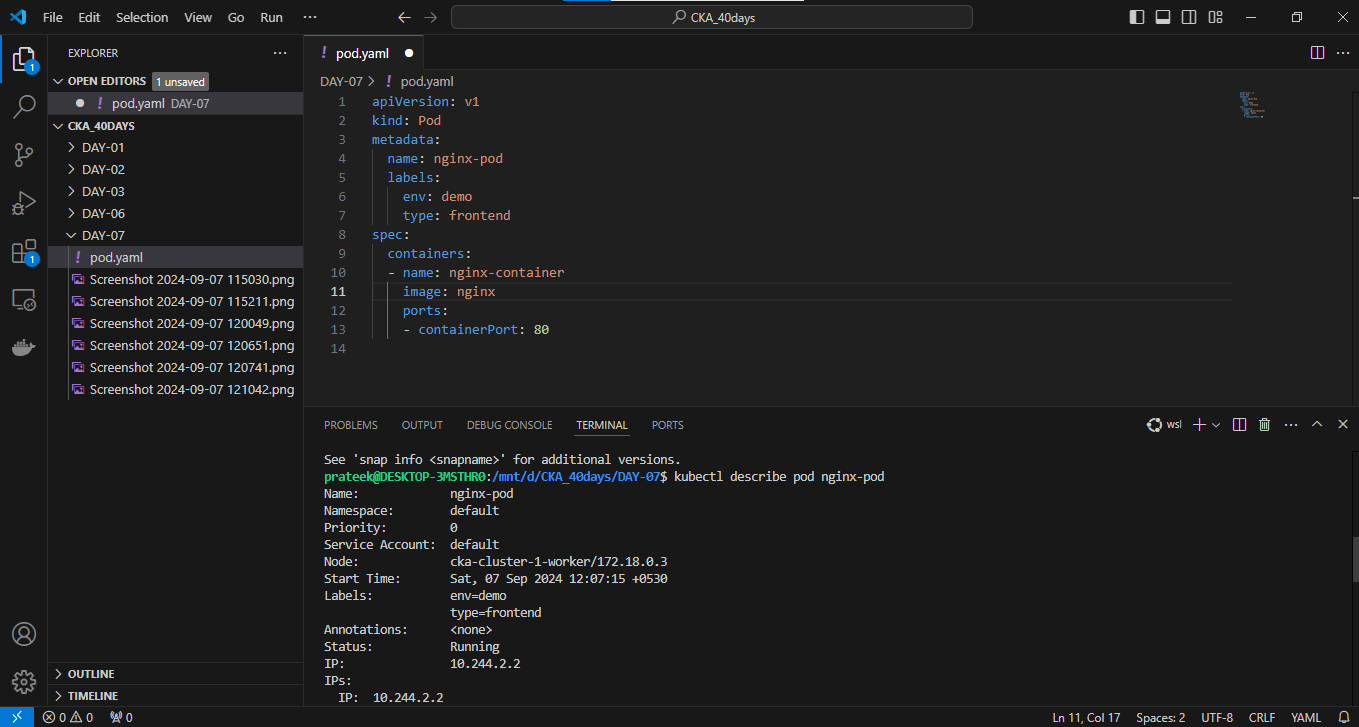 File Edit Selection View Go Run ··· CKA_40days
EXPLORER ···
OPEN EDITORS 1 unsaved
! pod.yaml DAY-07
CKA_40DAYS
DAY-01
DAY-02
DAY-03
DAY-06
DAY-07
! pod.yaml
Screenshot 2024-09-07 115030.png
Screenshot 2024-09-07 115211.png
Screenshot 2024-09-07 120049.png
Screenshot 2024-09-07 120651.png
Screenshot 2024-09-07 120741.png
Screenshot 2024-09-07 121042.png
OUTLINE
TIMELINE
1
1
! pod.yaml
DAY-07 > ! pod.yaml
1 apiVersion: v1
2 kind: Pod
3 metadata:
4 name: nginx-pod
5 labels:
6 env: demo
7 type: frontend
8 spec:
9 containers:
10 - name: nginx-container
11 image: nginx
12 ports:
13 - containerPort: 80
14
PROBLEMS OUTPUT DEBUG CONSOLE TERMINAL PORTS wsl
See 'snap info <snapname>' for additional versions.
prateek@DESKTOP-3MSTHR0:/mnt/d/CKA_40days/DAY-07$ kubectl describe pod nginx-pod
Name: nginx-pod
Namespace: default
Priority: 0
Service Account: default
Node: cka-cluster-1-worker/172.18.0.3
Start Time: Sat, 07 Sep 2024 12:07:15 +0530
Labels: env=demo
type=frontend
Annotations: <none>
Status: Running
IP: 10.244.2.2
IPs:
IP: 10.244.2.2
0 0 0 Ln 11, Col 17 Spaces: 2 UTF-8 CRLF YAML